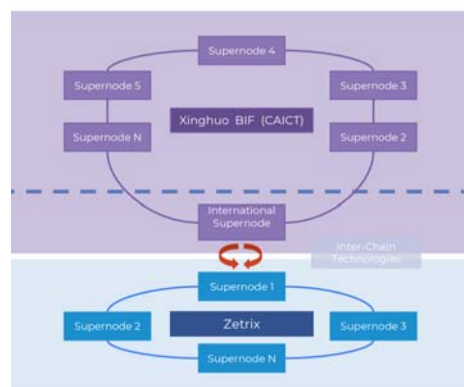 Supernode 4
Supernode 5
Supernode 3
Xinghuo BIF (CAICT)
Supernode N
Supernode 2
International
Supernode
Inter-Chain
Technologies
Supernode 1
Supernode 2
Zetrix
Supernode 3
Supernode N